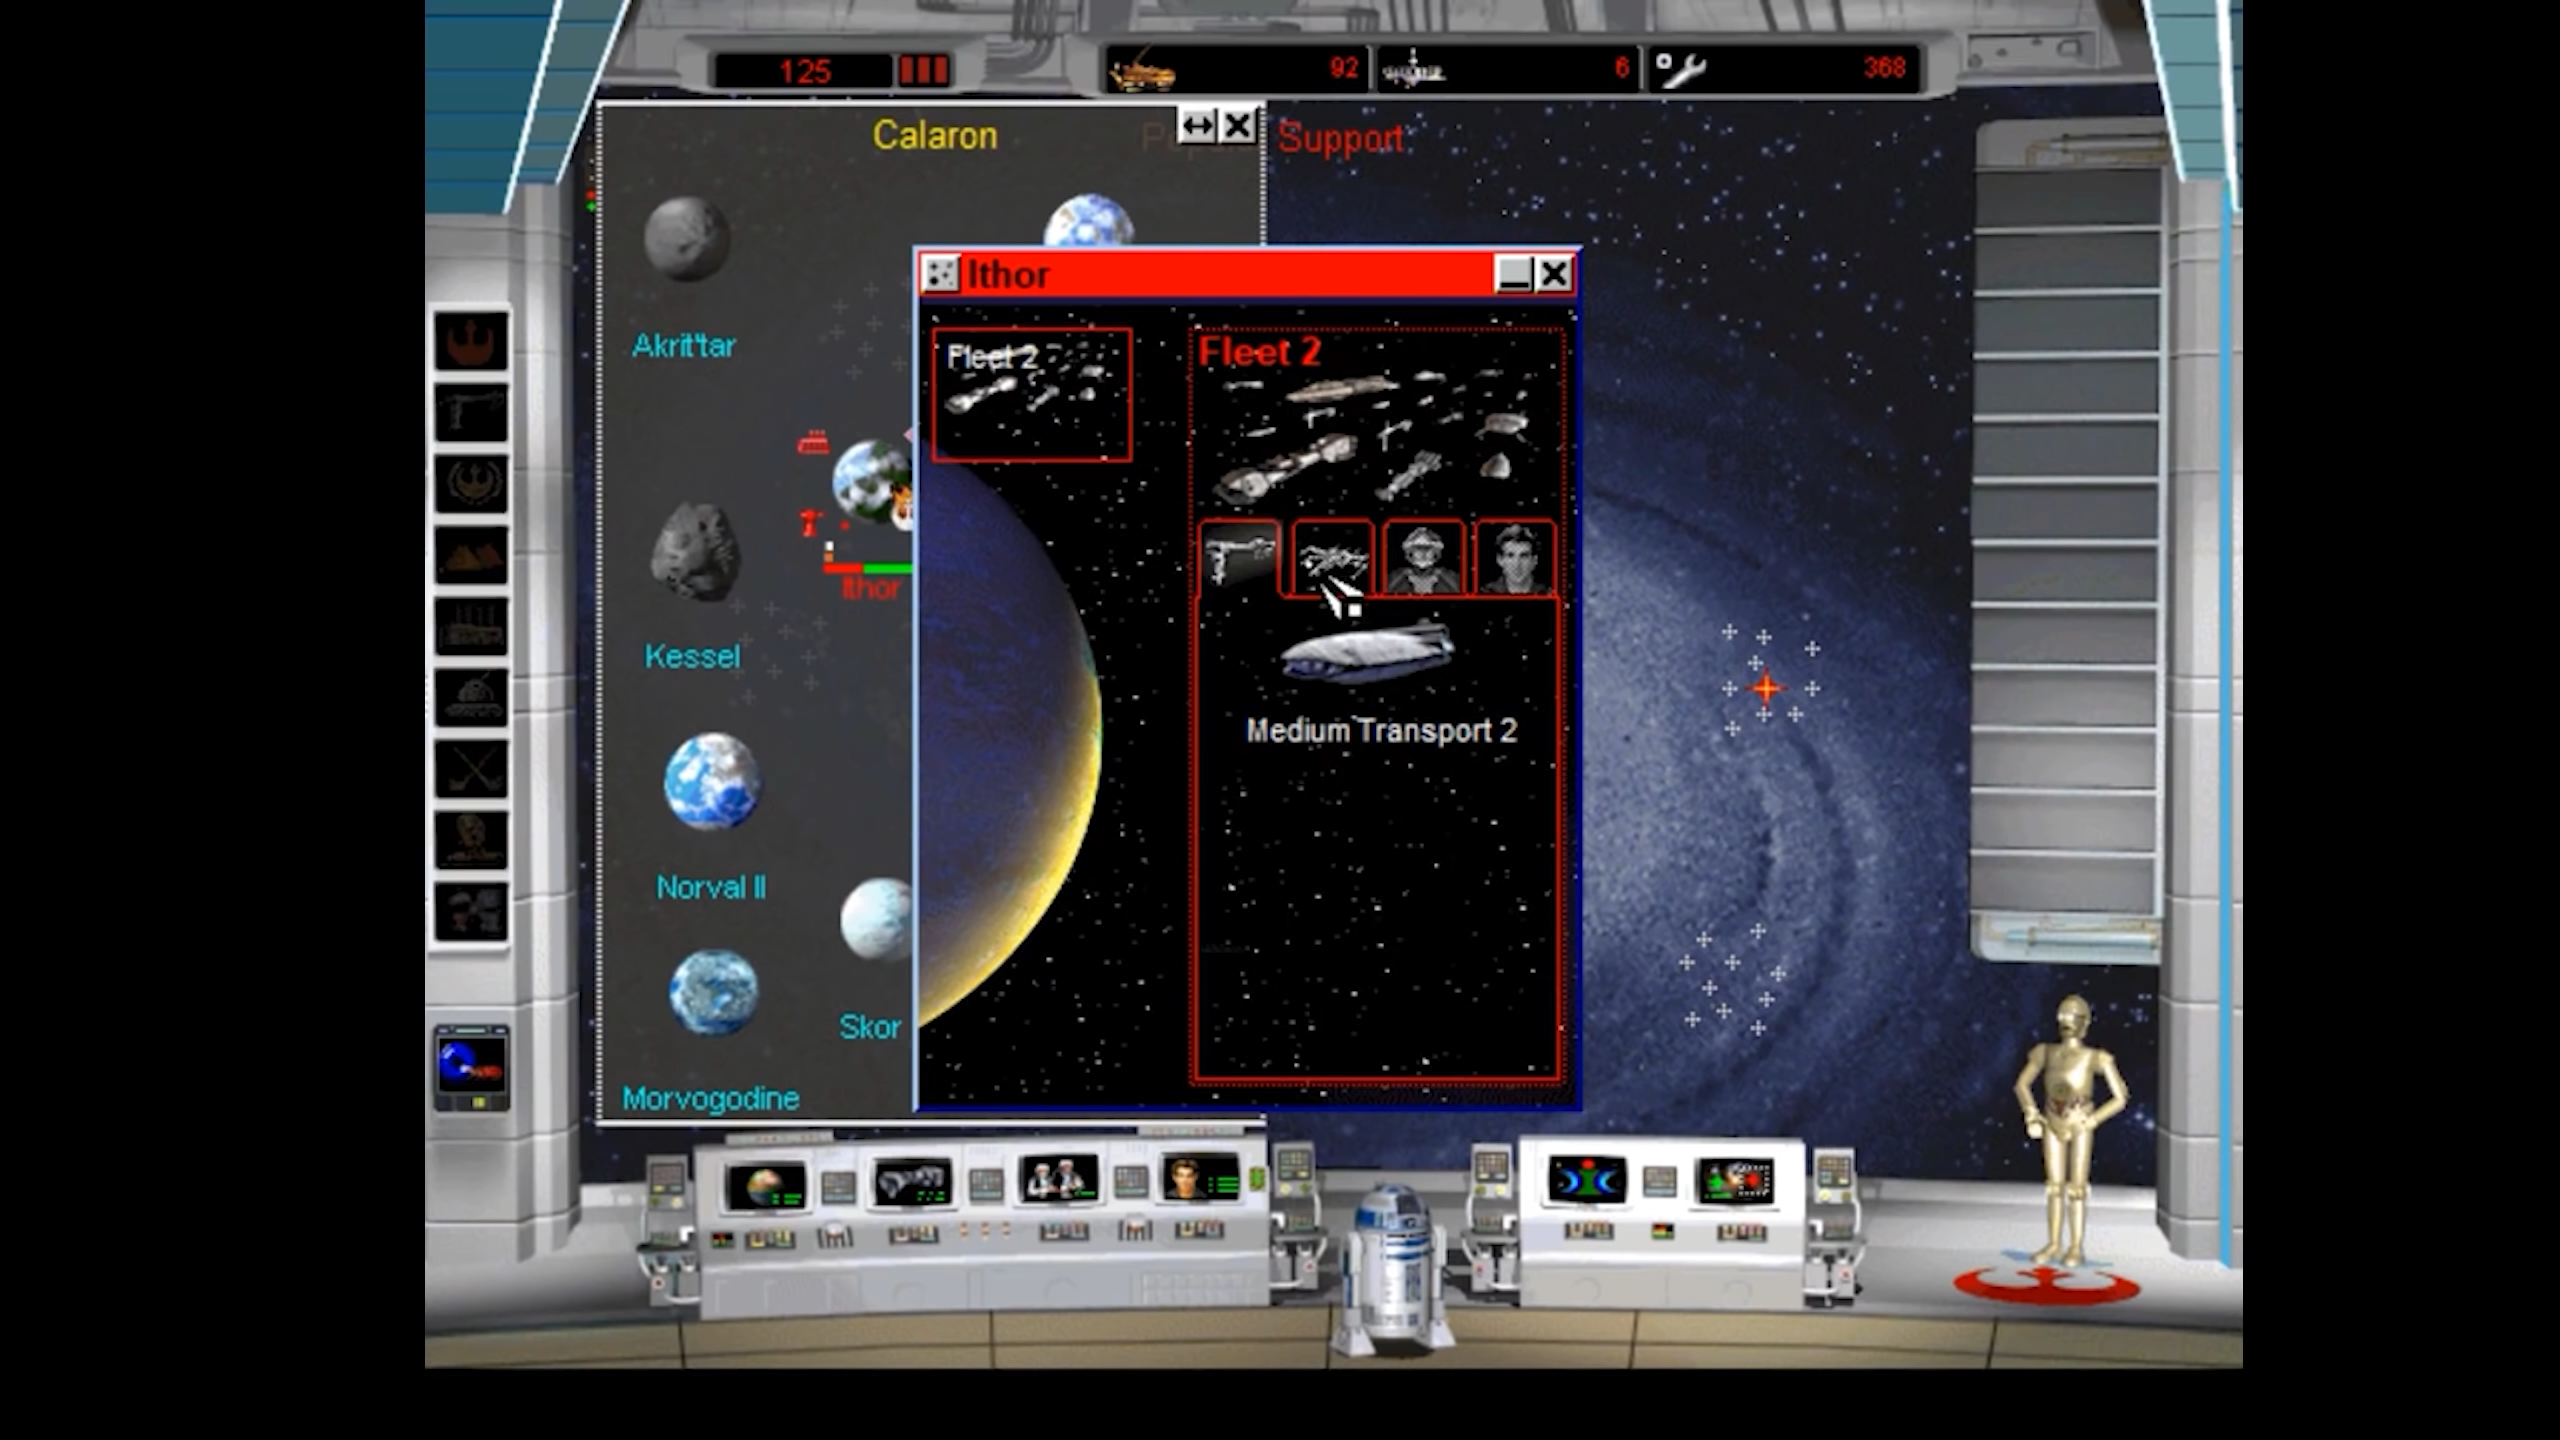 125
92
6
368
Calaron
Support
Ithor
Fleet 2
Fleet 2
Akrit'tar
Ithor
Kessel
Medium Transport 2
Norval II
Skor
Morvogodine